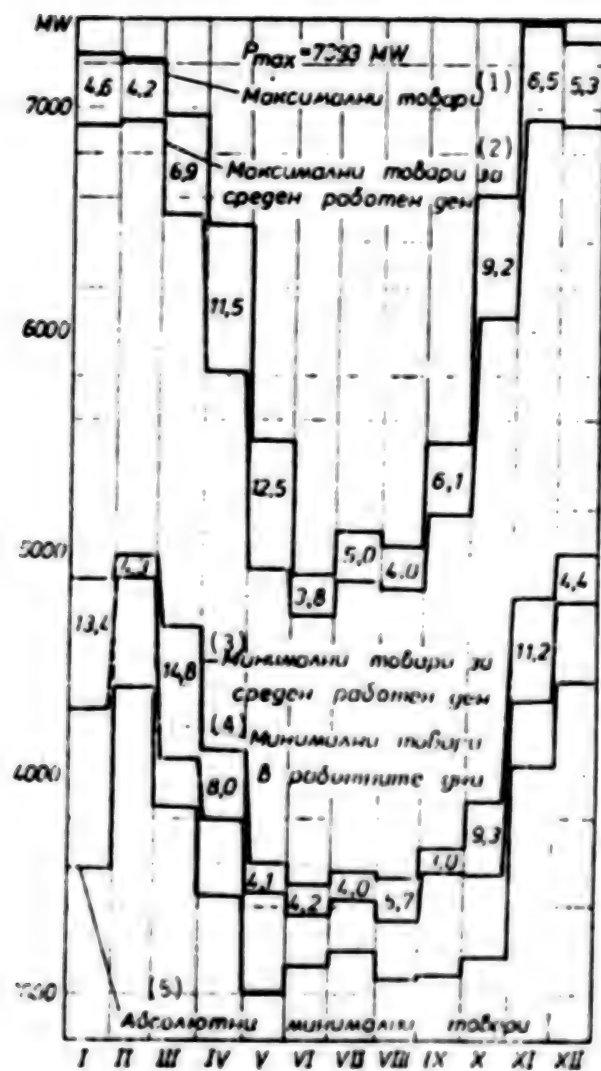 MW
P max = 7393 MW
4,6 4,2 (1) 6,5 5,3
Максимални товари
7000
(2)
6,9 Максимални товари за
среден работен ден
9,2
11,5
6000
6,1
12,5
5000
5,0 4,0
3,8 4,4
13,4
(3) 11,2
14,8 Минимални товари за
среден работен ден
(4) Минимални товари
4000 в работните дни
8,0
9,3
4,1 4,0
4,2 5,7
(5)
Абсолютни минимални товари
I II III IV V VI VII VIII IX X XI XII